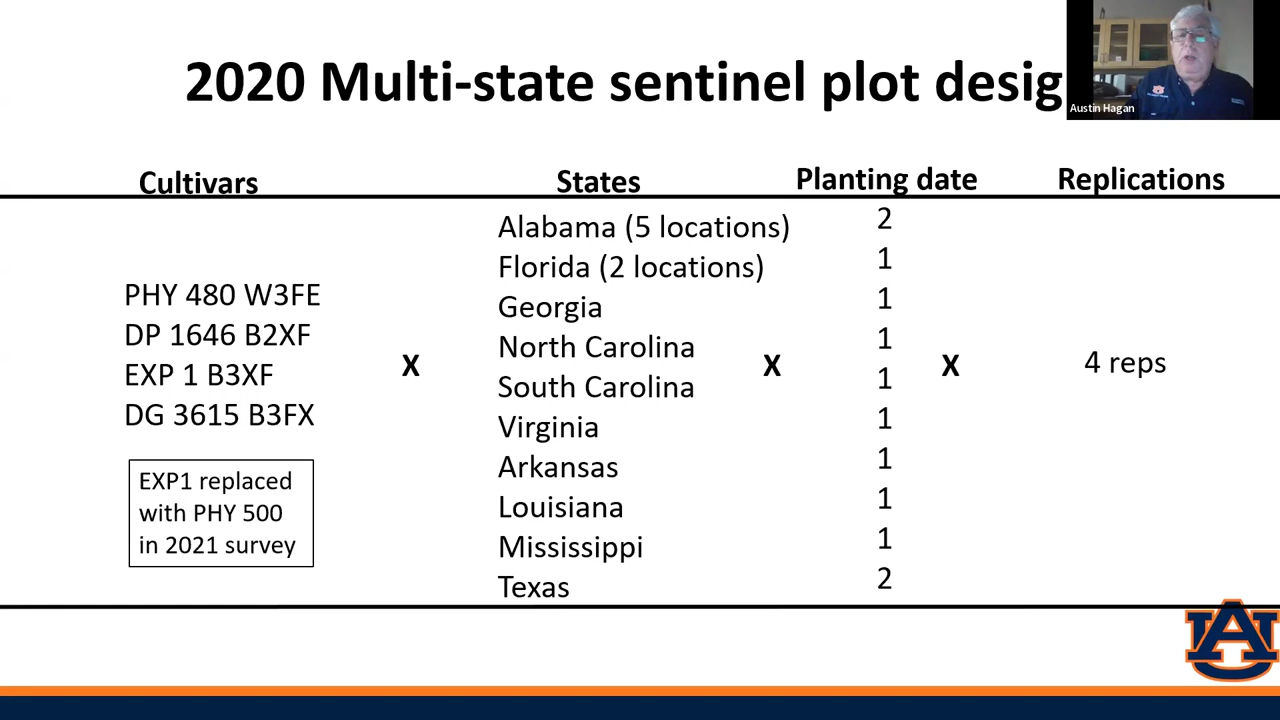 2020 Multi-state sentinel plot desig
Austin Hagan
Cultivars States Planting date Replications
PHY 480 W3FE
DP 1646 B2XF
EXP 1 B3XF
DG 3615 B3FX
EXP1 replaced
with PHY 500
in 2021 survey
X
Alabama (5 locations) 2
Florida (2 locations) 1
Georgia 1
North Carolina 1
South Carolina 1
Virginia 1
Arkansas 1
Louisiana 1
Mississippi 1
Texas 2
X
X
4 reps
AU